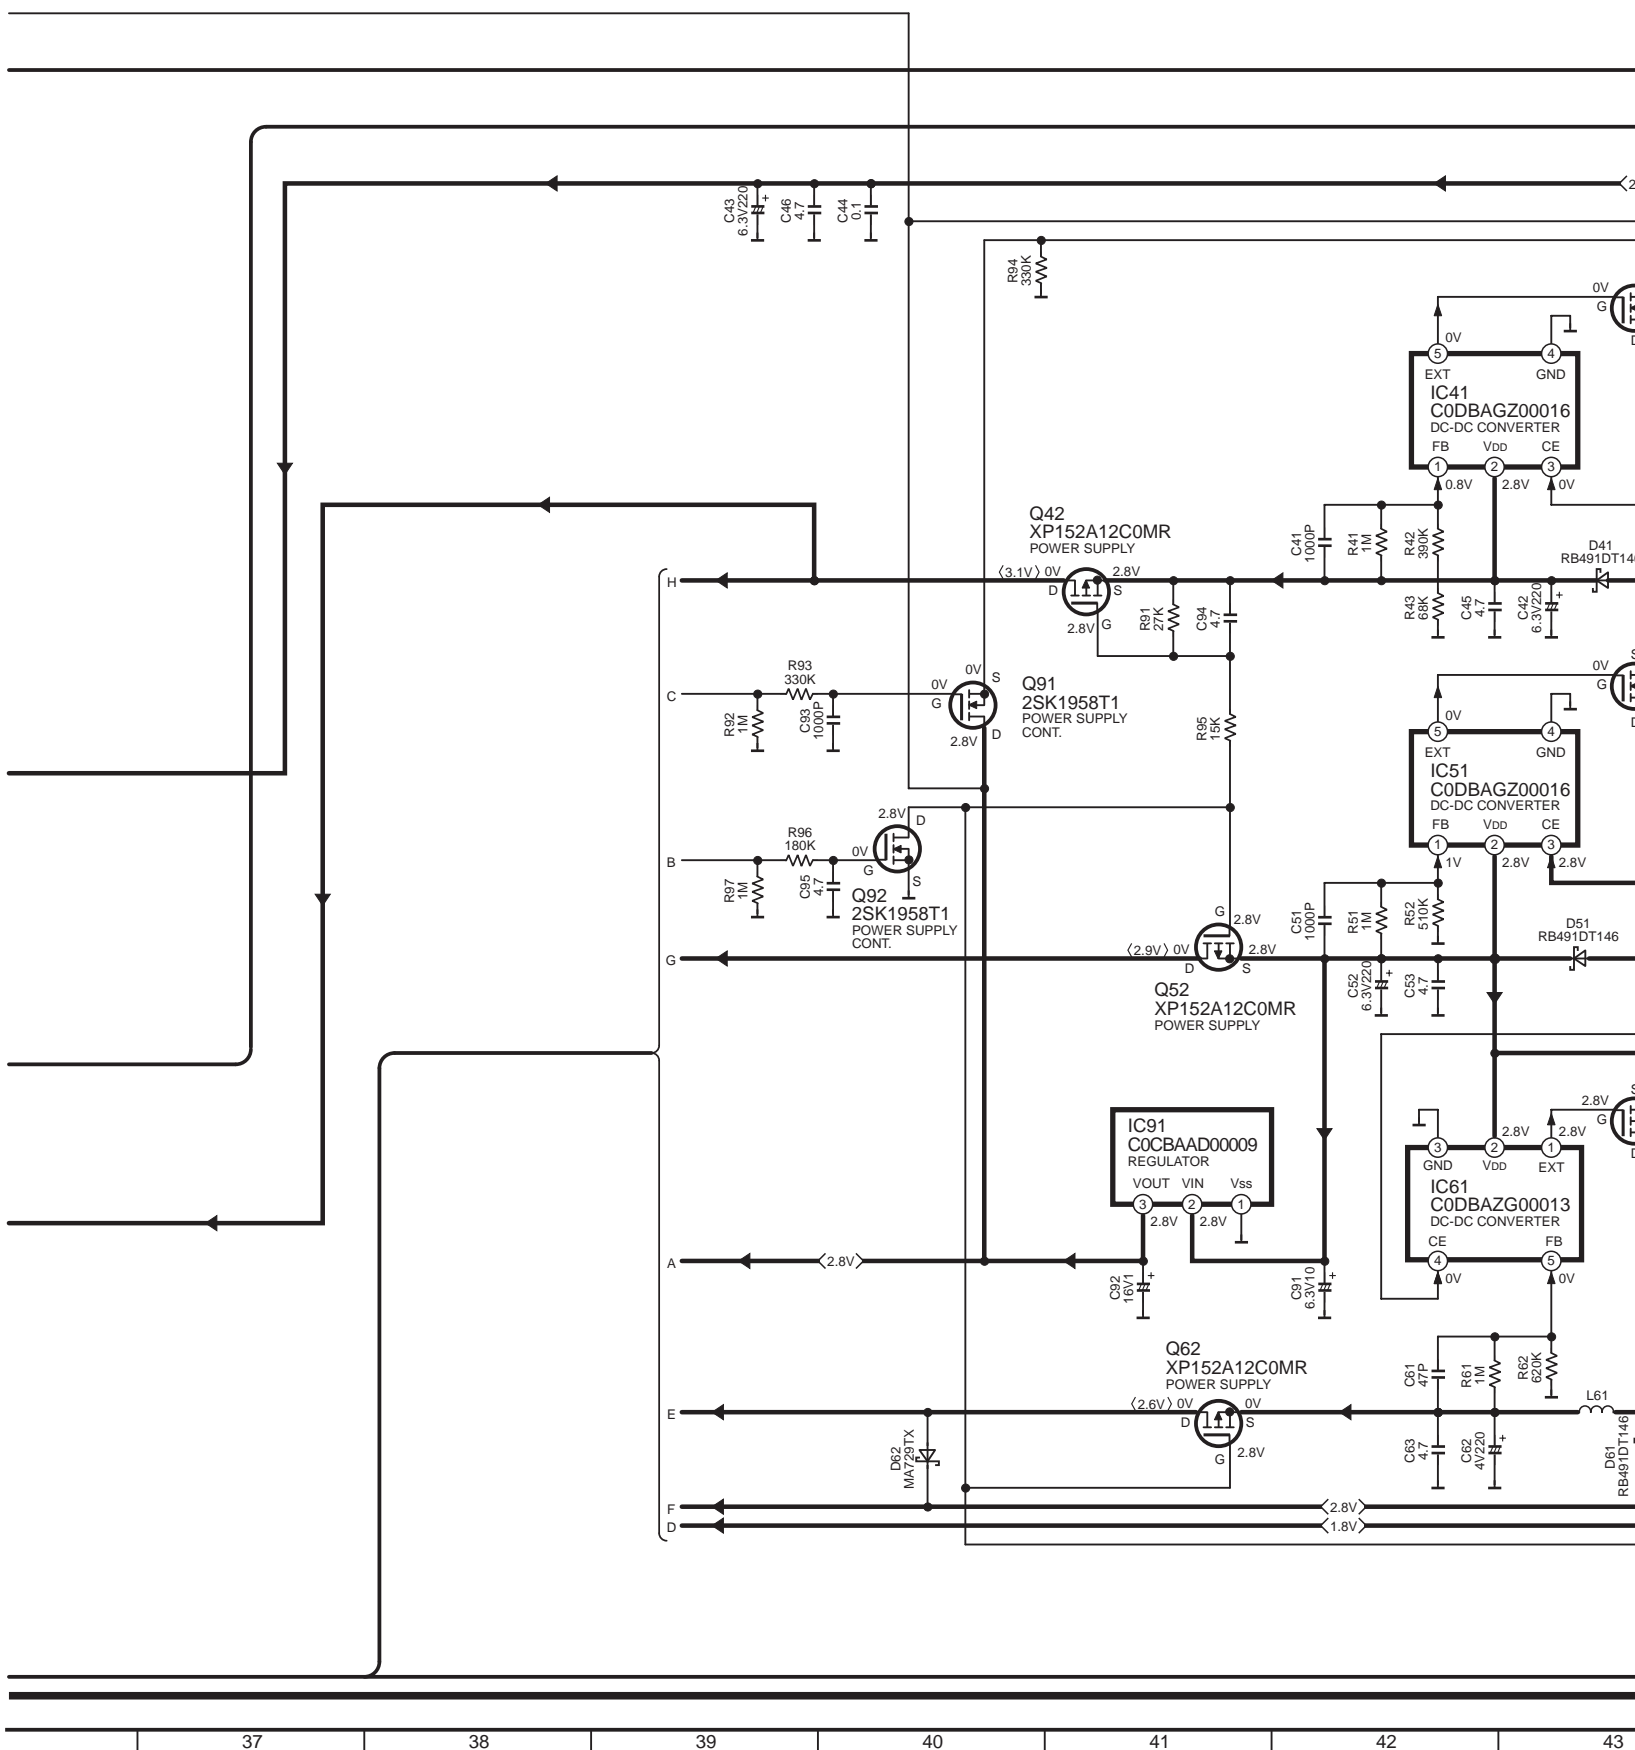 C43
6.3V220
+
C46
4.7
C44
0.1
R94
330K
0V
G
0V
5
4
EXT
GND
IC41
C0DBAGZ00016
DC-DC CONVERTER
FB
VDD
CE
1
2
3
0.8V
2.8V
0V
Q42
XP152A12C0MR
POWER SUPPLY
C41
1000P
R41
1M
R42
390K
D41
RB491DT14
H
〈3.1V〉 0V
2.8V
D
S
2.8V
G
R91
27K
C94
4.7
R43
68K
C45
4.7
C42
6.3V220
+
C
R93
330K
0V
S
0V
G
Q91
2SK1958T1
POWER SUPPLY
CONT.
2.8V
D
R92
1M
C93
1000P
R95
15K
0V
G
0V
5
4
EXT
GND
IC51
C0DBAGZ00016
DC-DC CONVERTER
FB
VDD
CE
1
2
3
1V
2.8V
2.8V
2.8V
D
B
R96
180K
0V
G
S
R97
1M
C95
4.7
Q92
2SK1958T1
POWER SUPPLY
CONT.
G
2.8V
C51
1000P
R51
1M
R52
510K
D51
RB491DT146
G
〈2.9V〉 0V
2.8V
D
S
Q52
XP152A12C0MR
POWER SUPPLY
C52
6.3V220
+
C53
4.7
IC91
C0CBAAD00009
REGULATOR
VOUT
VIN
Vss
3
2
1
2.8V
2.8V
2.8V
G
2.8V
2.8V
3
2
1
GND
VDD
EXT
IC61
C0DBAZG00013
DC-DC CONVERTER
CE
FB
4
5
0V
0V
A
〈2.8V〉
C92
16V1
+
C91
6.3V10
+
Q62
XP152A12C0MR
POWER SUPPLY
C61
47P
R61
1M
R62
620K
L61
E
〈2.6V〉 0V
0V
D
S
G
2.8V
D62
MA729TX
C63
4.7
C62
4V220
+
D61
RB491DT146
F
〈2.8V〉
D
〈1.8V〉
37
38
39
40
41
42
43